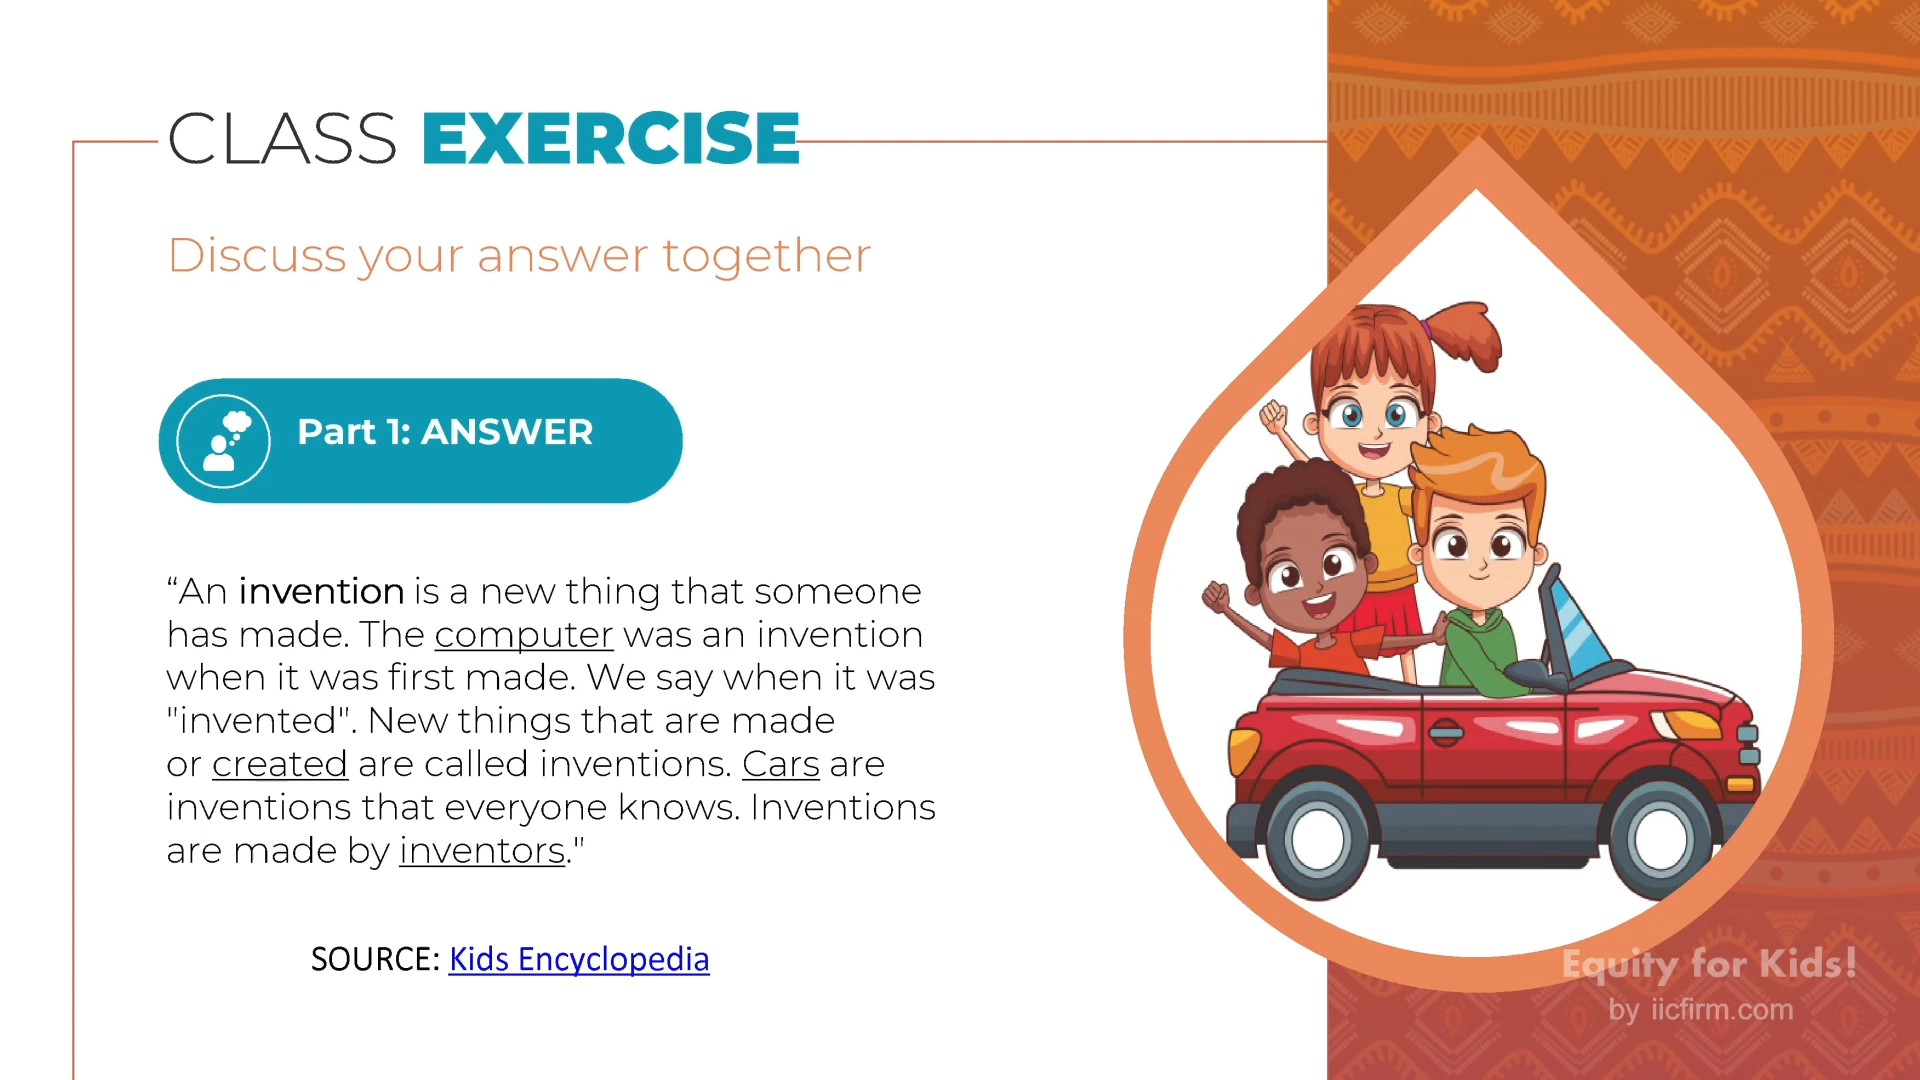 CLASS EXERCISE
Discuss your answer together
Part 1: ANSWER
“An invention is a new thing that someone
has made. The computer was an invention
when it was first made. We say when it was
"invented". New things that are made
or created are called inventions. Cars are
inventions that everyone knows. Inventions
are made by inventors."
SOURCE: Kids Encyclopedia
Equity for Kids!
by iicfirm.com